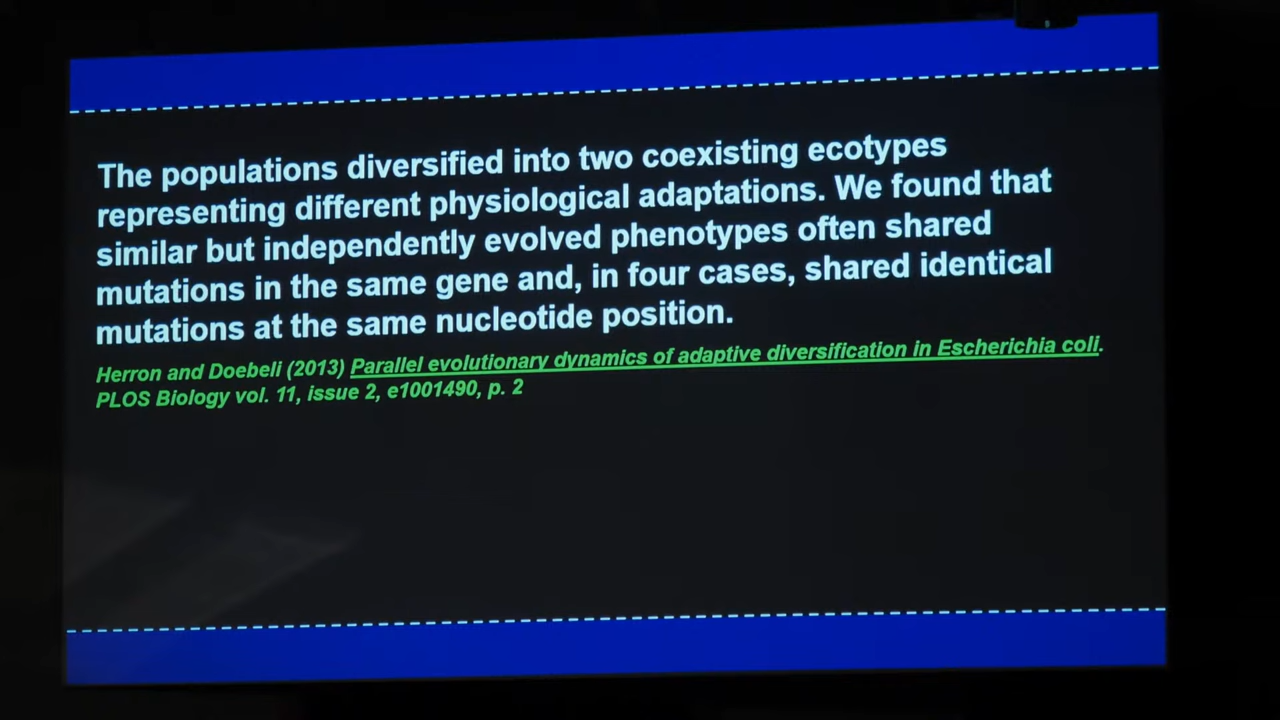 The populations diversified into two coexisting ecotypes
representing different physiological adaptations. We found that
similar but independently evolved phenotypes often shared
mutations in the same gene and, in four cases, shared identical
mutations at the same nucleotide position.
Herron and Doebeli (2013) Parallel evolutionary dynamics of adaptive diversification in Escherichia coli.
PLOS Biology vol. 11, issue 2, e1001490, p. 2